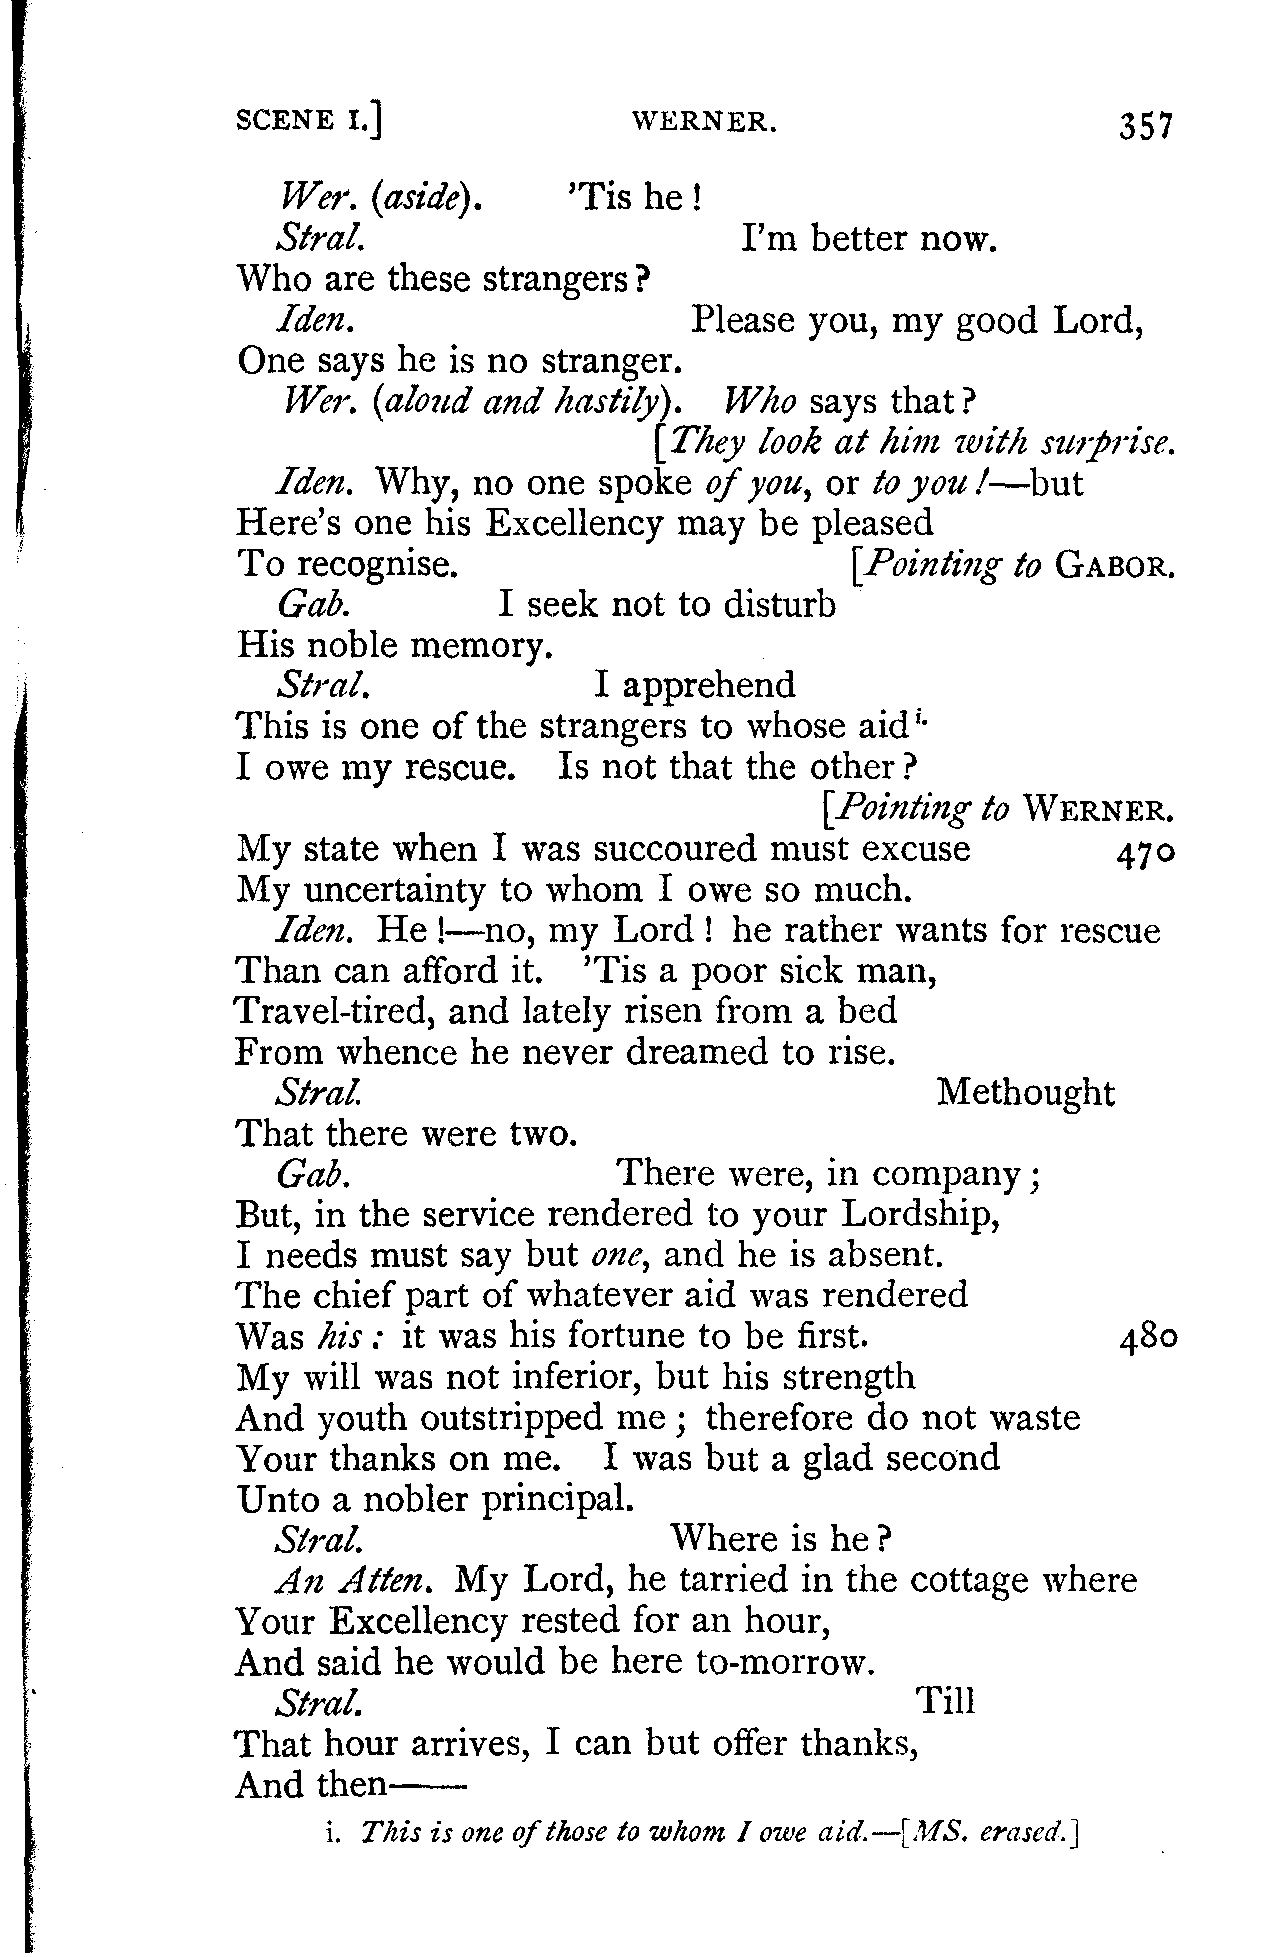 SCENE I.] WERNER. 357
Wer. (aside). 'Tis he!
Stral. I'm better now.
Who are these strangers?
Iden. Please you, my good Lord,
One says he is no stranger.
Wer. (aloud and hastily). Who says that?
[They look at him with surprise.
Iden. Why, no one spoke of you, or to you!—but
Here's one his Excellency may be pleased
To recognise. [Pointing to GABOR.
Gab. I seek not to disturb
His noble memory.
Stral. I apprehend
This is one of the strangers to whose aid i.
I owe my rescue. Is not that the other?
[Pointing to WERNER.
My state when I was succoured must excuse 470
My uncertainty to whom I owe so much.
Iden. He!—no, my Lord! he rather wants for rescue
Than can afford it. 'Tis a poor sick man,
Travel-tired, and lately risen from a bed
From whence he never dreamed to rise.
Stral. Methought
That there were two.
Gab. There were, in company;
But, in the service rendered to your Lordship,
I needs must say but one, and he is absent.
The chief part of whatever aid was rendered
Was his: it was his fortune to be first. 480
My will was not inferior, but his strength
And youth outstripped me; therefore do not waste
Your thanks on me. I was but a glad second
Unto a nobler principal.
Stral. Where is he?
An Atten. My Lord, he tarried in the cottage where
Your Excellency rested for an hour,
And said he would be here to-morrow.
Stral. Till
That hour arrives, I can but offer thanks,
And then——
i. This is one of those to whom I owe aid.—[MS. erased.]